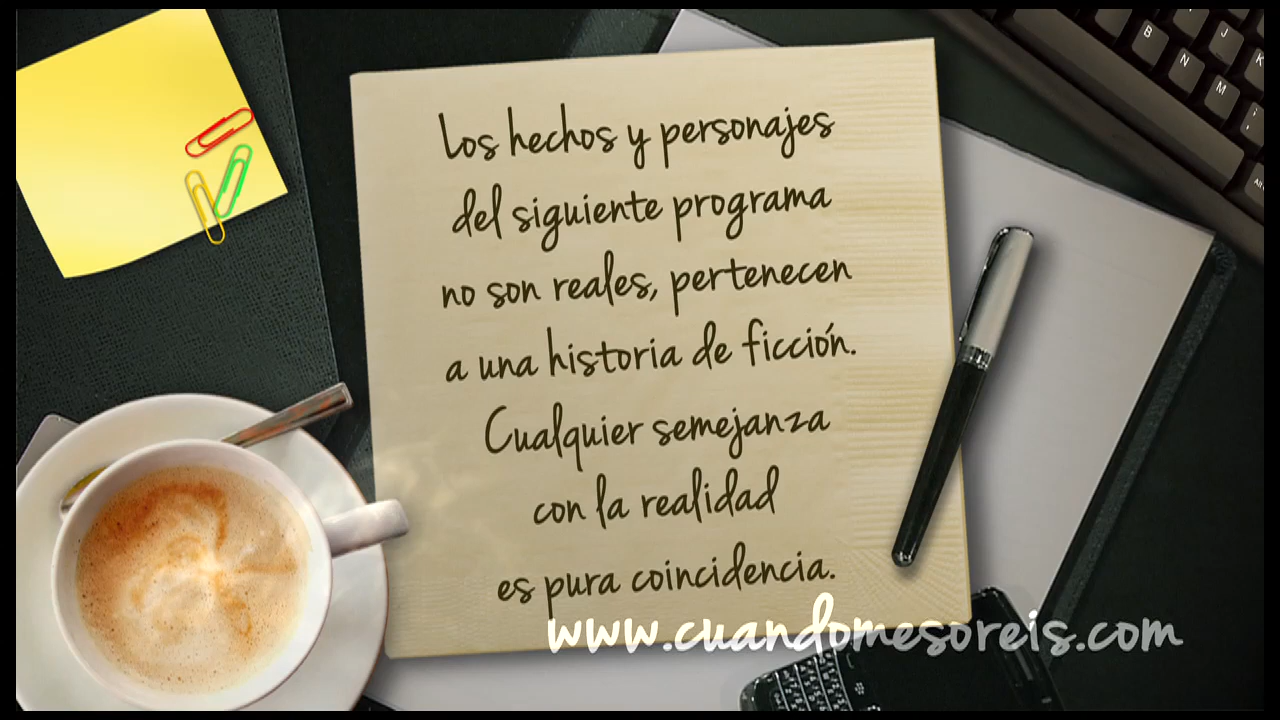 Los hechos y personajes
del siguiente programa
no son reales, pertenecen
a una historia de ficción.
Cualquier semejanza
con la realidad
es pura coincidencia.
www.cuandomesoreis.com
B
J
K
N
M
Alt